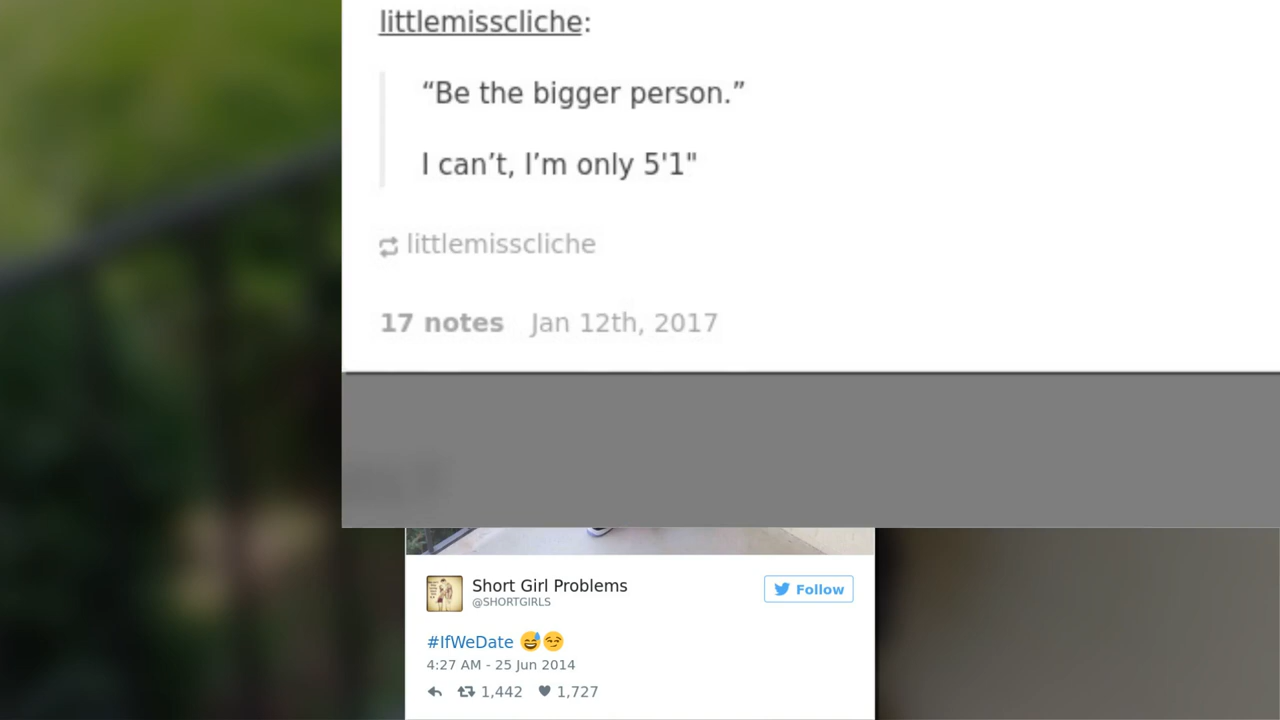 littlemisscliche:
“Be the bigger person.”
I can’t, I’m only 5'1"
littlemisscliche
17 notes Jan 12th, 2017
Short Girl Problems
@SHORTGIRLS
Follow
#IfWeDate 😅😏
4:27 AM - 25 Jun 2014
1,442 1,727